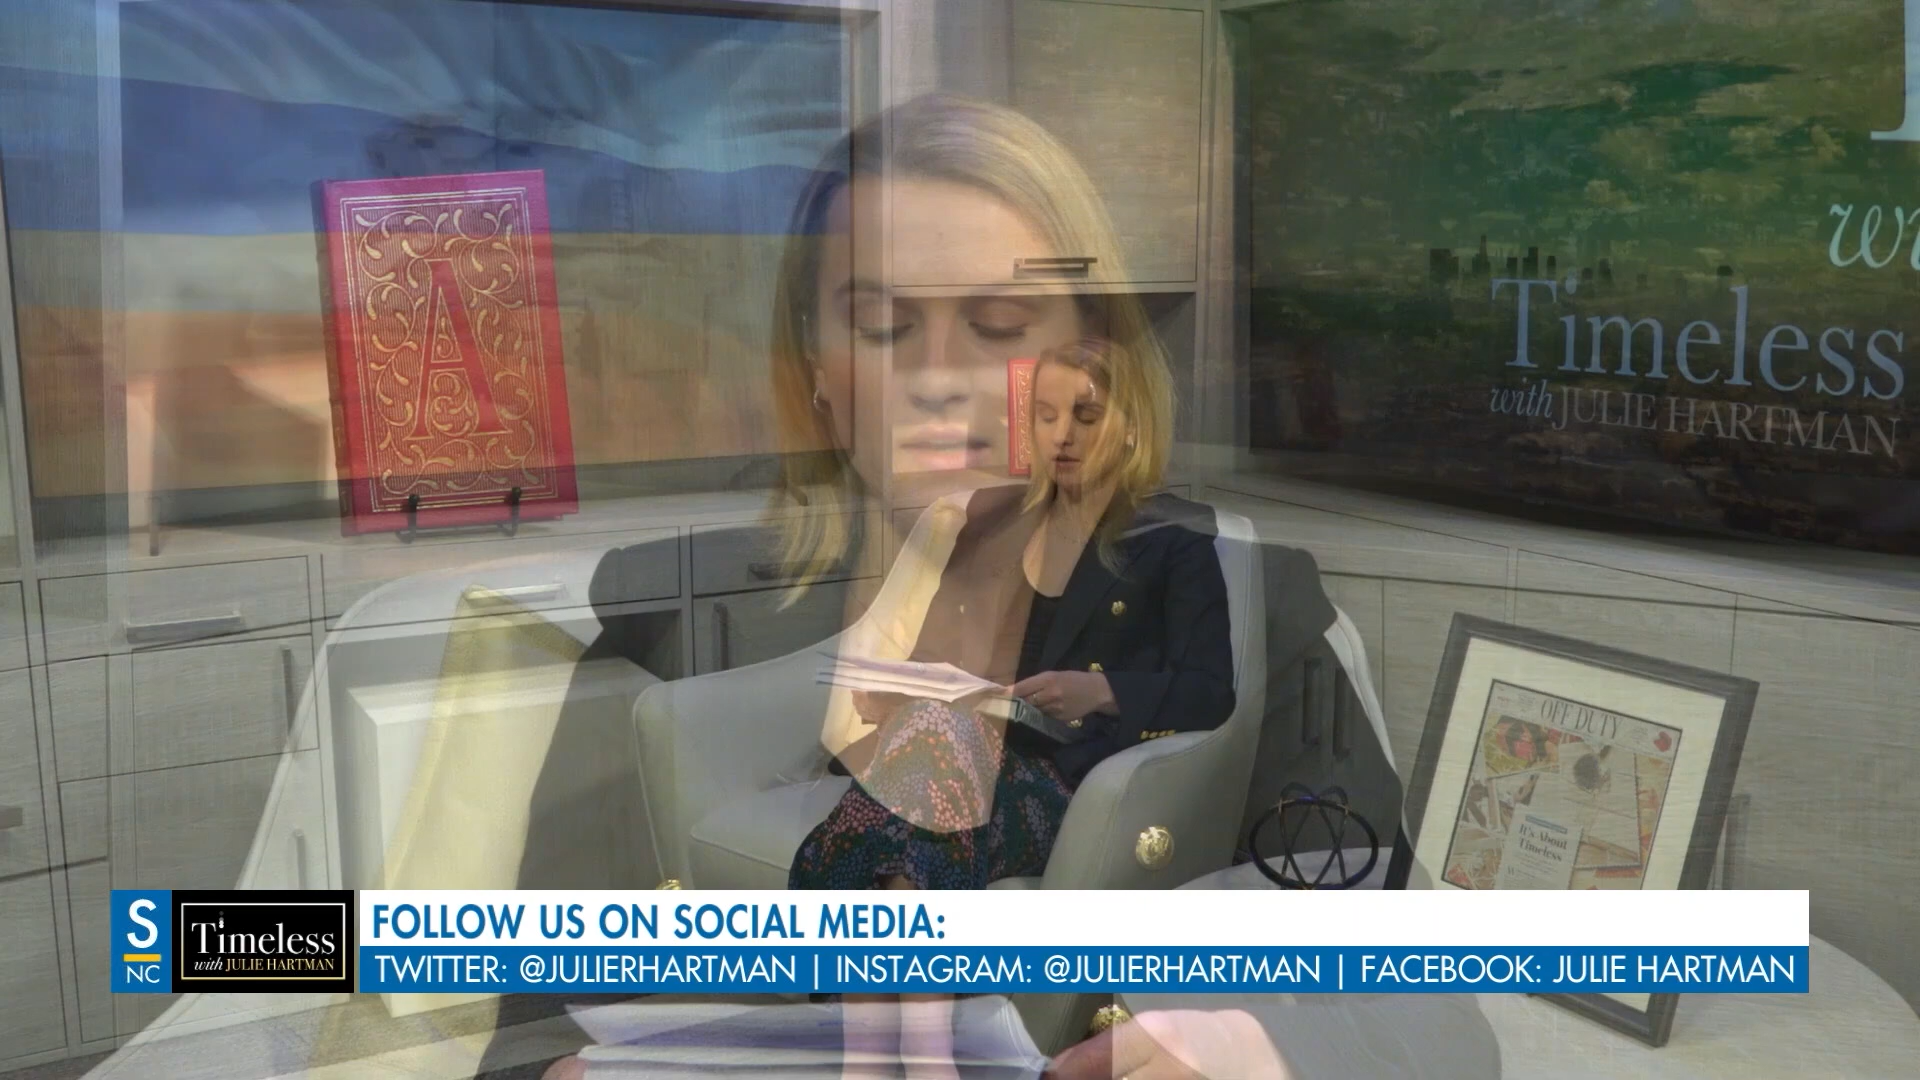 A
wi
Timeless
with JULIE HARTMAN
OFF DUTY
It's About
Timeless
S
NC
Timeless
with JULIE HARTMAN
FOLLOW US ON SOCIAL MEDIA:
TWITTER: @JULIERHARTMAN | INSTAGRAM: @JULIERHARTMAN | FACEBOOK: JULIE HARTMAN